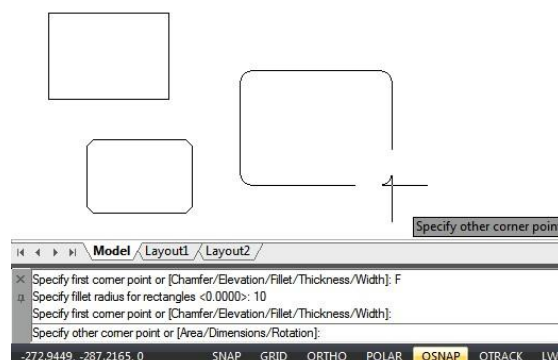 Specify other corner point
Model Layout1 Layout2
Specify first corner point or [Chamfer/Elevation/Fillet/Thickness/Width]: F
Specify fillet radius for rectangles <0.0000>: 10
Specify first corner point or [Chamfer/Elevation/Fillet/Thickness/Width]:
Specify other corner point or [Area/Dimensions/Rotation]:
-272.9449, -287.2165, 0 SNAP GRID ORTHO POLAR OSNAP OTRACK LW